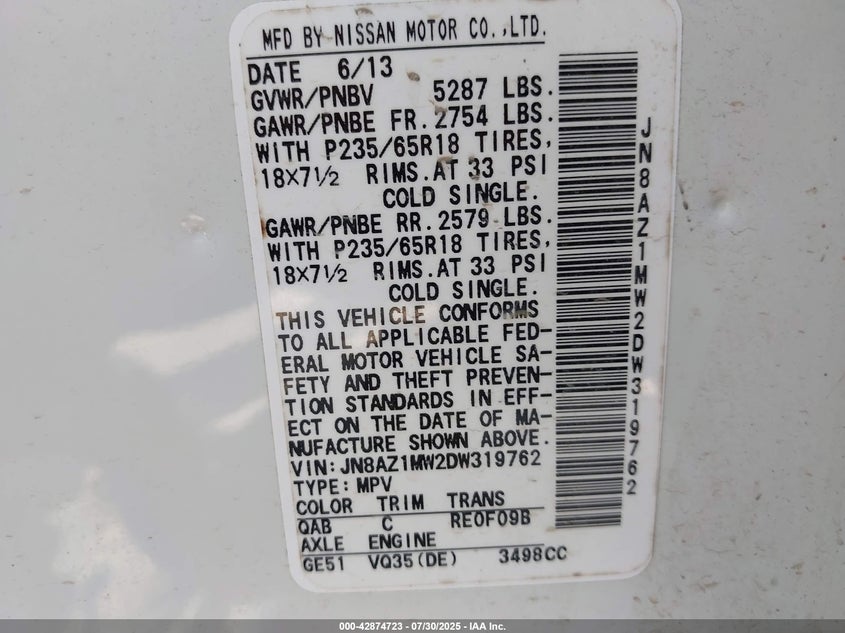 MFD BY NISSAN MOTOR CO.,LTD.
DATE 6/13
GVWR/PNBV 5287 LBS.
GAWR/PNBE FR. 2754 LBS.
WITH P235/65R18 TIRES,
18X7½ RIMS.AT 33 PSI
COLD SINGLE.
GAWR/PNBE RR. 2579 LBS.
WITH P235/65R18 TIRES,
18X7½ RIMS.AT 33 PSI
COLD SINGLE.
THIS VEHICLE CONFORMS
TO ALL APPLICABLE FED-
ERAL MOTOR VEHICLE SA-
FETY AND THEFT PREVEN-
TION STANDARDS IN EFF-
ECT ON THE DATE OF MA-
NUFACTURE SHOWN ABOVE.
VIN:JN8AZ1MW2DW319762
TYPE:MPV
COLOR TRIM TRANS
QAB C RE0F09B
AXLE ENGINE
GE51 VQ35(DE) 3498CC
JN8AZ1MW2DW319762
000-42874723 - 07/30/2025 - IAA Inc.